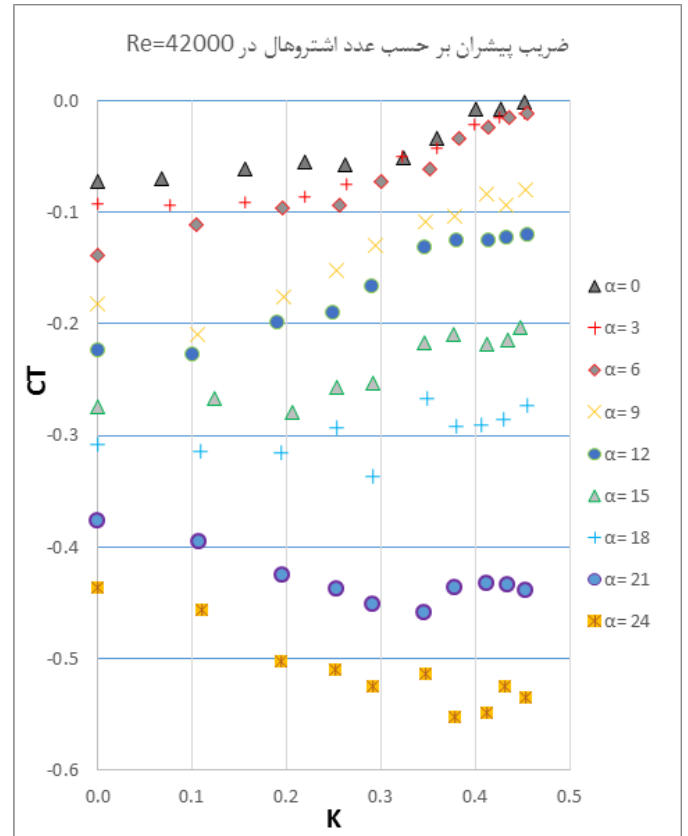 ضریب پیشران بر حسب عدد اشتروهال در Re=42000
0.0
-0.1
-0.2
-0.3
-0.4
-0.5
-0.6
CT
0.0 0.1 0.2 0.3 0.4 0.5
K
α= 0
α= 3
α= 6
α= 9
α= 12
α= 15
α= 18
α= 21
α= 24